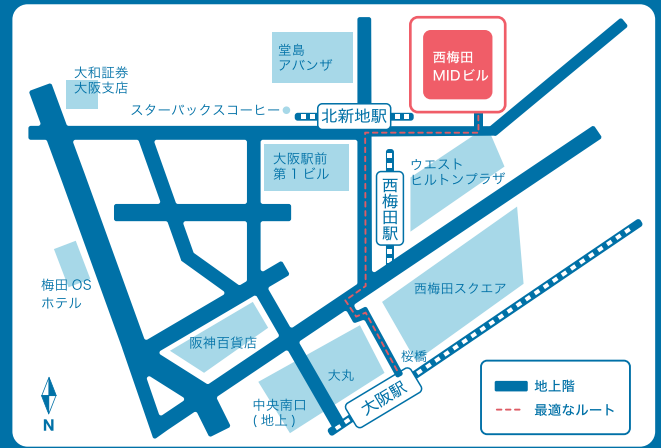 堂島
アバンザ
西梅田
MIDビル
大和証券
大阪支店
スターバックスコーヒー
北新地駅
大阪駅前
第1ビル
ウエスト
ヒルトンプラザ
西梅田駅
梅田OS
ホテル
西梅田スクエア
阪神百貨店
桜橋
大丸
大阪駅
中央南口
(地上)
地上階
最適なルート
N